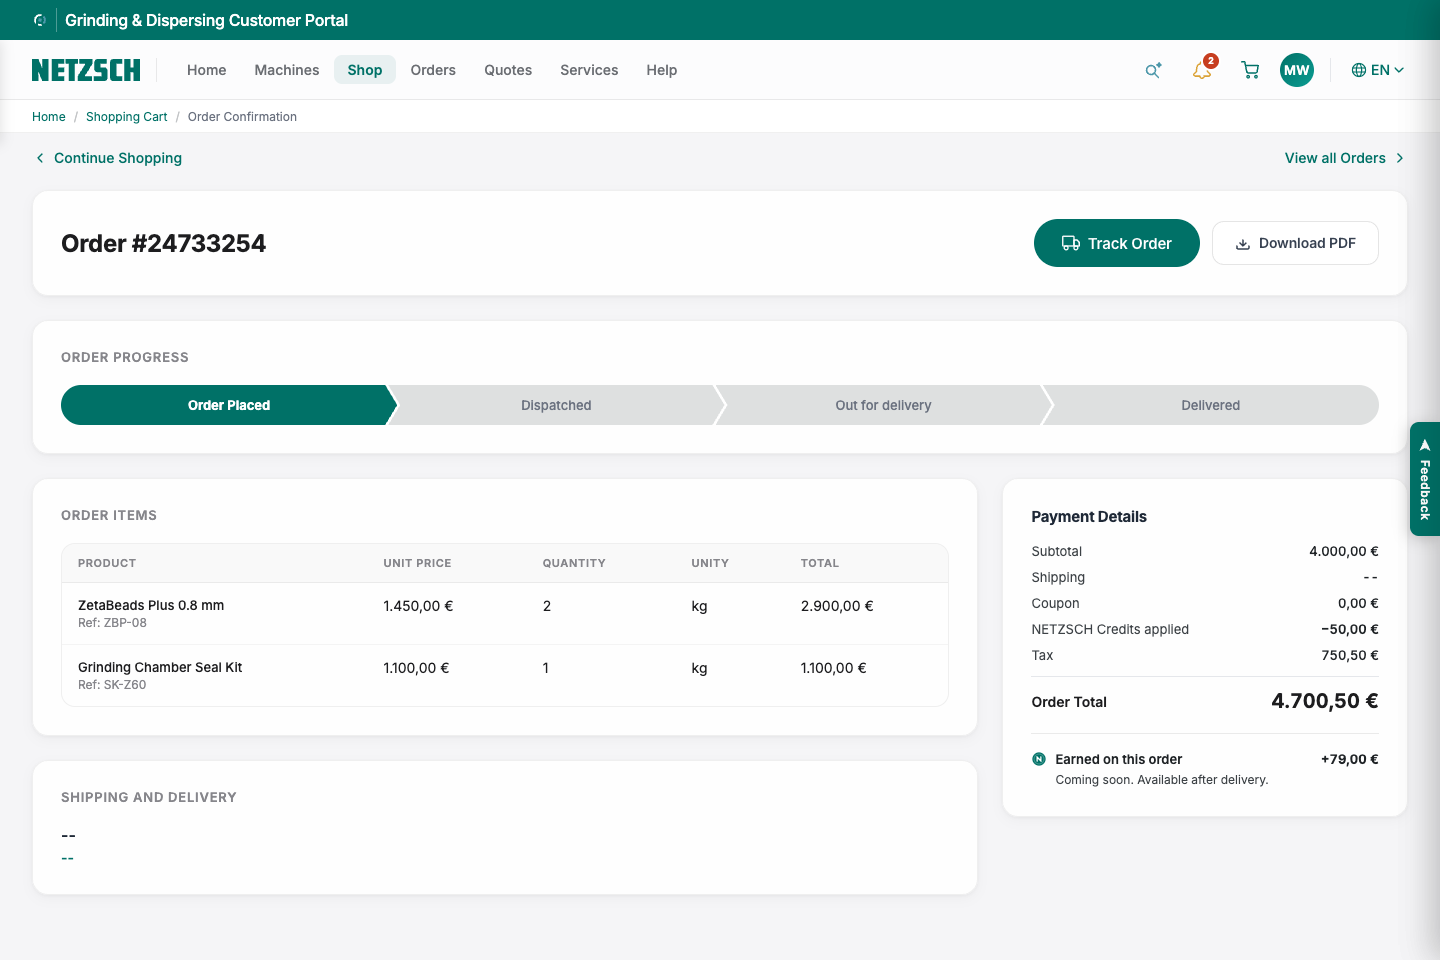 Grinding & Dispersing Customer Portal
NETZSCH
Home
Machines
Shop
Orders
Quotes
Services
Help
2
MW
EN
Home / Shopping Cart / Order Confirmation
Continue Shopping
View all Orders
Order #24733254
Track Order
Download PDF
ORDER PROGRESS
Order Placed
Dispatched
Out for delivery
Delivered
Feedback
ORDER ITEMS
PRODUCT UNIT PRICE QUANTITY UNITY TOTAL
ZetaBeads Plus 0.8 mm 1.450,00 € 2 kg 2.900,00 €
Ref: ZBP-08
Grinding Chamber Seal Kit 1.100,00 € 1 kg 1.100,00 €
Ref: SK-Z60
Payment Details
Subtotal 4.000,00 €
Shipping --
Coupon 0,00 €
NETZSCH Credits applied −50,00 €
Tax 750,50 €
Order Total 4.700,50 €
N Earned on this order +79,00 €
Coming soon. Available after delivery.
SHIPPING AND DELIVERY
--
--